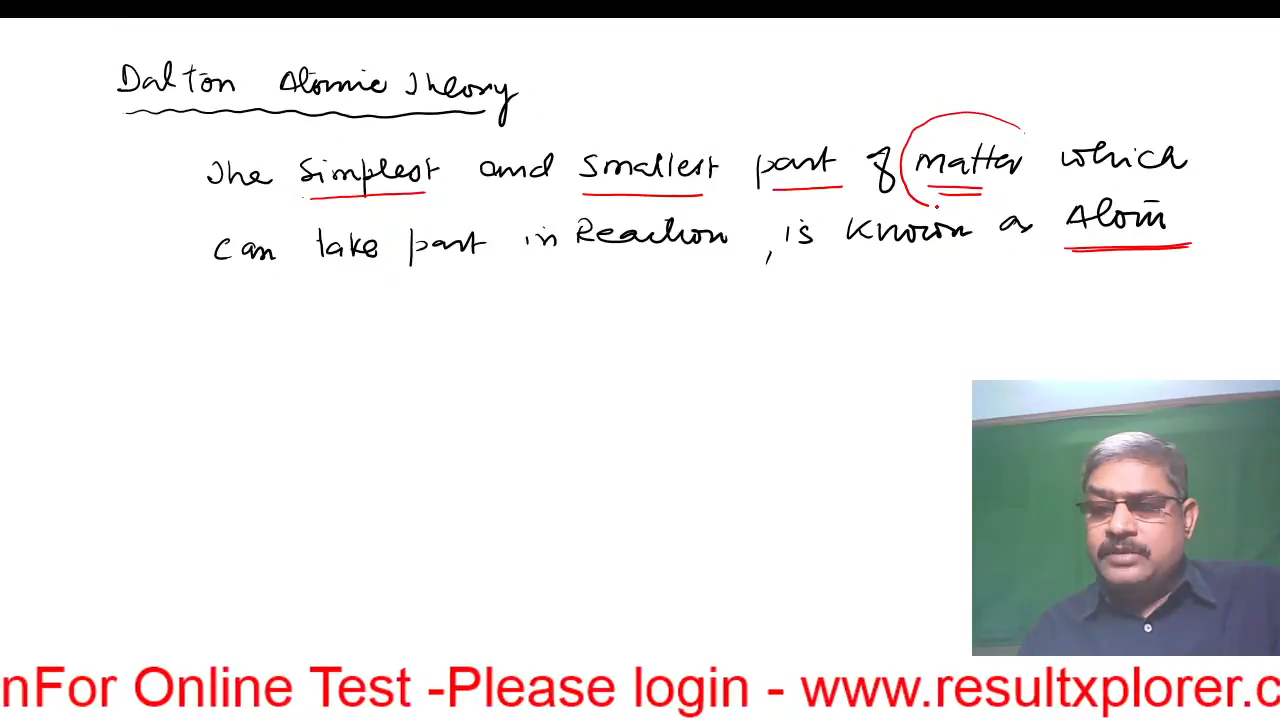 Dalton Atomic Theory
The simplest and smallest part of matter which
can take part in Reaction, is known as Atom
nFor Online Test -Please login - www.resultxplorer.c